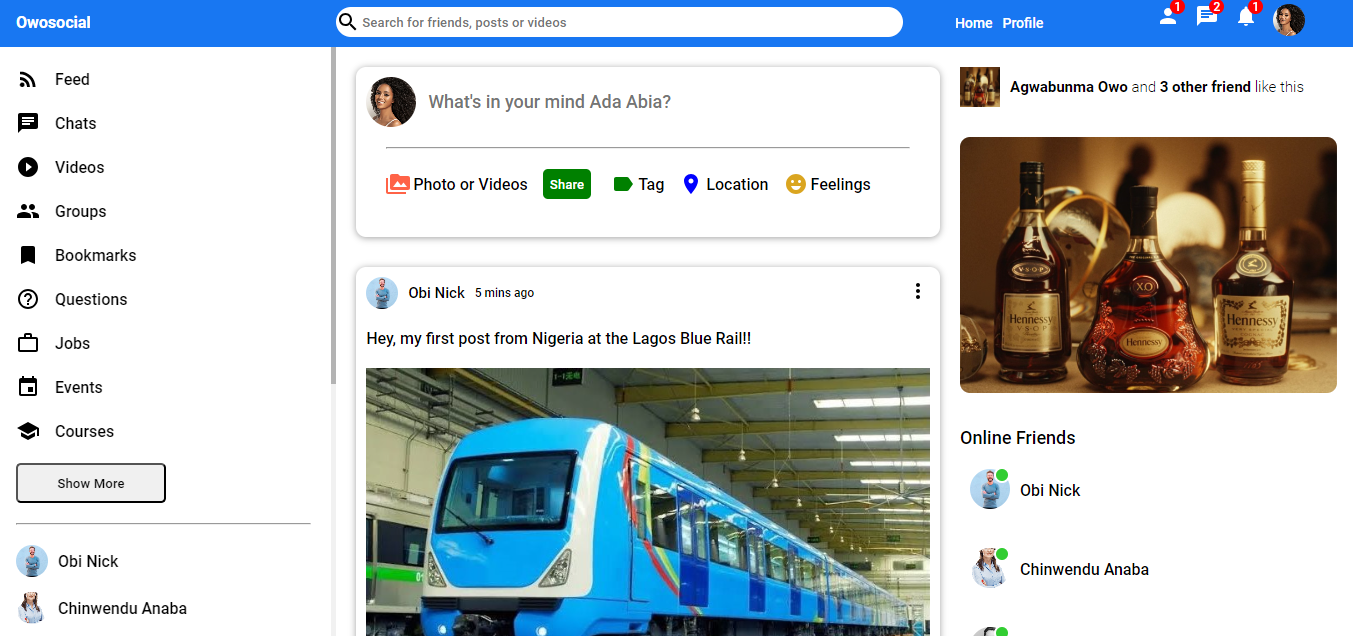 Owosocial
Search for friends, posts or videos
Home Profile
1
2
1
Feed
Chats
Videos
Groups
Bookmarks
Questions
Jobs
Events
Courses
Show More
Obi Nick
Chinwendu Anaba
What's in your mind Ada Abia?
Photo or Videos Share Tag Location Feelings
Obi Nick 5 mins ago
Hey, my first post from Nigeria at the Lagos Blue Rail!!
Agwabunma Owo and 3 other friend like this
V•S•O•P
Hennessy
V•S•O•P
X.O
Hennessy
Hennessy
Online Friends
Obi Nick
Chinwendu Anaba